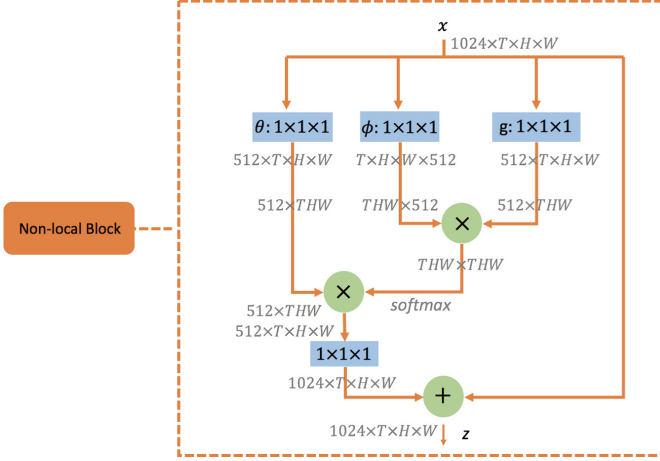 x
1024×T×H×W
θ: 1×1×1
ϕ: 1×1×1
g: 1×1×1
512×T×H×W
T×H×W×512
512×T×H×W
512×THW
THW×512
512×THW
×
Non-local Block
THW×THW
×
softmax
512×THW
512×T×H×W
1×1×1
1024×T×H×W
+
1024×T×H×W
z